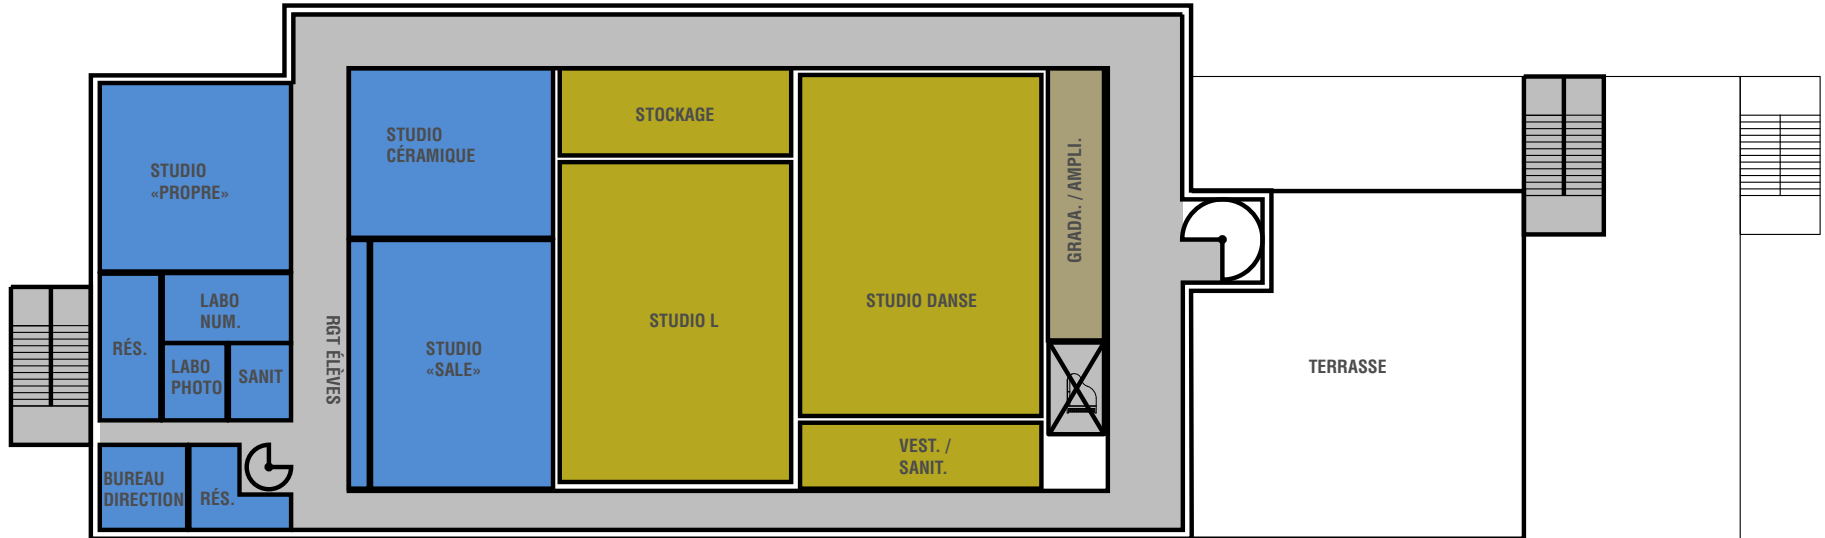 STUDIO
«PROPRE»
RÉS.
LABO
NUM.
LABO
PHOTO
SANIT
BUREAU
DIRECTION
RÉS.
RGT ÉLÈVES
STUDIO
CÉRAMIQUE
STUDIO
«SALE»
STOCKAGE
STUDIO L
STUDIO DANSE
VEST. /
SANIT.
GRADA. / AMPLI.
TERRASSE